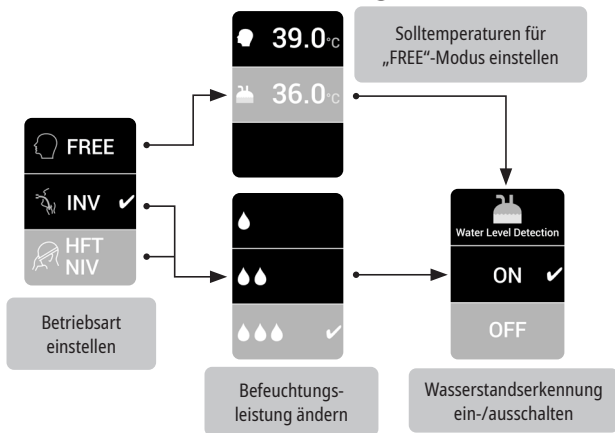 39.0°C
36.0°C
Solltemperaturen für
„FREE“-Modus einstellen
FREE
INV
HFT
NIV
Betriebsart
einstellen
Befeuchtungs-
leistung ändern
Water Level Detection
ON
OFF
Wasserstandserkennung
ein-/ausschalten